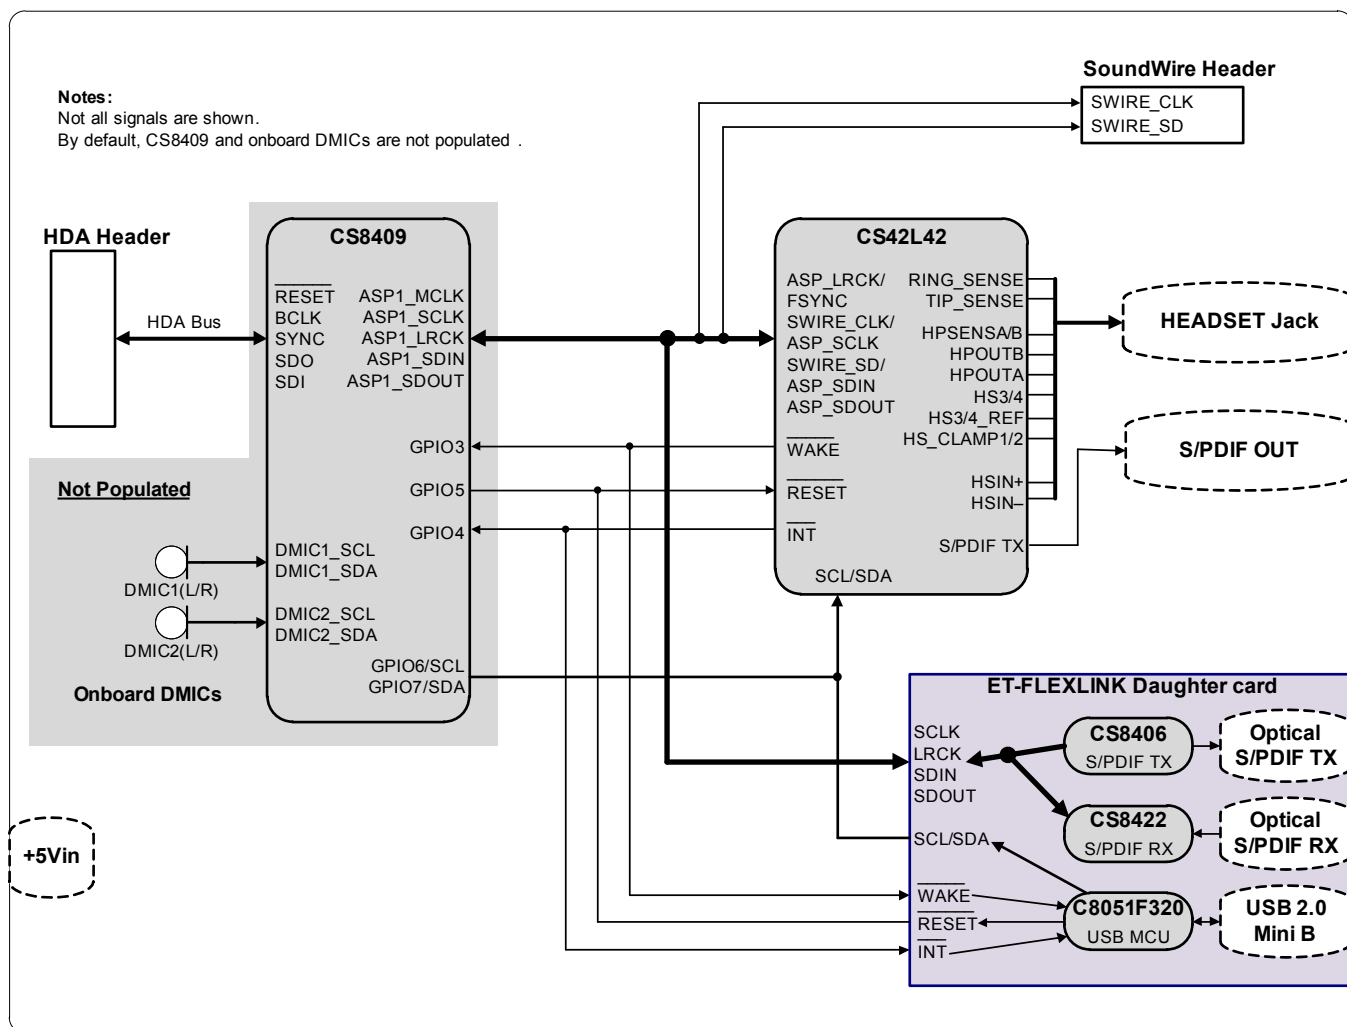 SoundWire Header
SWIRE_CLK
SWIRE_SD
Notes:
Not all signals are shown.
By default, CS8409 and onboard DMICs are not populated .
HDA Header
HDA Bus
CS8409
RESET
BCLK
SYNC
SDO
SDI
ASP1_MCLK
ASP1_SCLK
ASP1_LRCK
ASP1_SDIN
ASP1_SDOUT
GPIO3
GPIO5
GPIO4
DMIC1_SCL
DMIC1_SDA
DMIC2_SCL
DMIC2_SDA
GPIO6/SCL
GPIO7/SDA
Not Populated
DMIC1(L/R)
DMIC2(L/R)
Onboard DMICs
CS42L42
ASP_LRCK/
FSYNC
SWIRE_CLK/
ASP_SCLK
SWIRE_SD/
ASP_SDIN
ASP_SDOUT
WAKE
RESET
INT
SCL/SDA
RING_SENSE
TIP_SENSE
HPSENSA/B
HPOUTB
HPOUTA
HS3/4
HS3/4_REF
HS_CLAMP1/2
HSIN+
HSIN–
S/PDIF TX
HEADSET Jack
S/PDIF OUT
ET-FLEXLINK Daughter card
SCLK
LRCK
SDIN
SDOUT
SCL/SDA
WAKE
RESET
INT
CS8406
S/PDIF TX
CS8422
S/PDIF RX
C8051F320
USB MCU
Optical
S/PDIF TX
Optical
S/PDIF RX
USB 2.0
Mini B
+5Vin